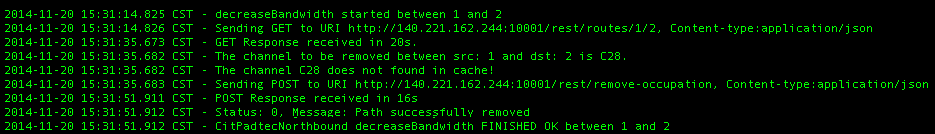 2014-11-20 15:31:14.825 CST - decreaseBandwidth started between 1 and 2
2014-11-20 15:31:14.826 CST - Sending GET to URI http://140.221.162.244:10001/rest/routes/1/2, Content-type:application/json
2014-11-20 15:31:35.673 CST - GET Response received in 20s.
2014-11-20 15:31:35.682 CST - The channel to be removed between src: 1 and dst: 2 is C28.
2014-11-20 15:31:35.682 CST - The channel C28 does not found in cache!
2014-11-20 15:31:35.683 CST - Sending POST to URI http://140.221.162.244:10001/rest/remove-occupation, Content-type:application/json
2014-11-20 15:31:51.911 CST - POST Response received in 16s
2014-11-20 15:31:51.912 CST - Status: 0, Message: Path successfully removed
2014-11-20 15:31:51.912 CST - CitPadtecNorthbound decreaseBandwidth FINISHED OK between 1 and 2